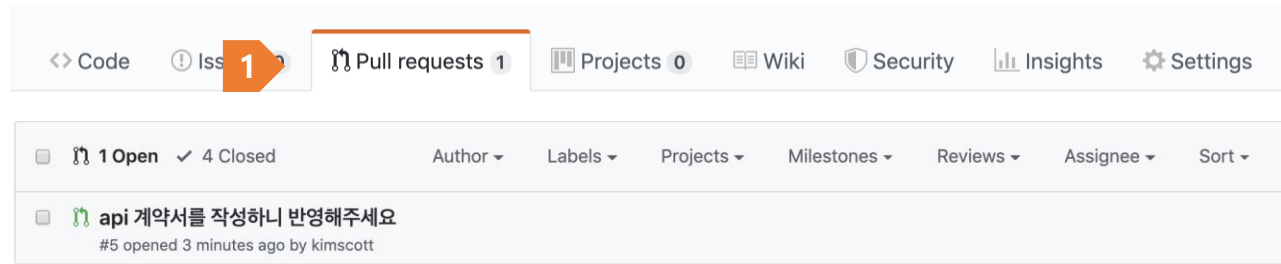 Code Iss 1 Pull requests 1 Projects 0 Wiki Security Insights Settings
1 Open 4 Closed Author Labels Projects Milestones Reviews Assignee Sort
api 계약서를 작성하니 반영해주세요
#5 opened 3 minutes ago by kimscott